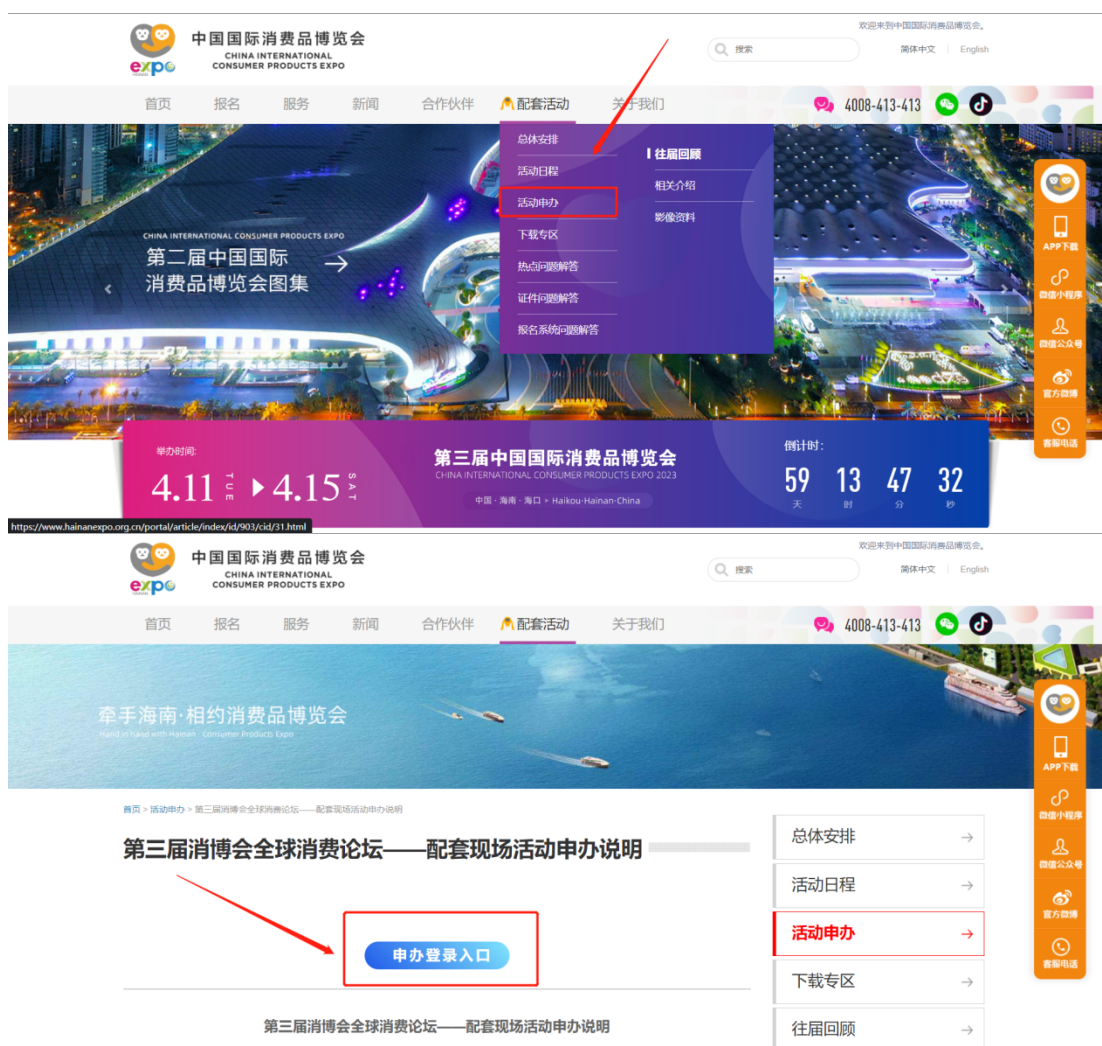 欢迎来到中国国际消费品博览会。
中国国际消费品博览会
CHINA INTERNATIONAL
CONSUMER PRODUCTS EXPO
expo
搜索
简体中文 English
首页 报名 服务 新闻 合作伙伴 配套活动 关于我们 4008-413-413
总体安排
活动日程
活动申办
下载专区
热点问题解答
证件问题解答
报名系统问题解答
往届回顾
相关介绍
影像资料
CHINA INTERNATIONAL CONSUMER PRODUCTS EXPO
第二届中国国际
消费品博览会图集
APP下载
微信小程序
微信公众号
官方微博
客服电话
举办时间:
4.11 TUE 4.15 SAT
第三届中国国际消费品博览会
CHINA INTERNATIONAL CONSUMER PRODUCTS EXPO 2023
中国·海南·海口 Haikou·Hainan·China
倒计时:
59 13 47 32
天 时 分 秒
https://www.hainanexpo.org.cn/portal/article/index/id/903/cid/31.html
欢迎来到中国国际消费品博览会。
中国国际消费品博览会
CHINA INTERNATIONAL
CONSUMER PRODUCTS EXPO
expo
搜索
简体中文 English
首页 报名 服务 新闻 合作伙伴 配套活动 关于我们 4008-413-413
牵手海南·相约消费品博览会
Hand in hand with Hainan · Consumer Products Expo
APP下载
微信小程序
微信公众号
官方微博
客服电话
首页 > 活动申办 > 第三届消博会全球消费论坛——配套现场活动申办说明
第三届消博会全球消费论坛——配套现场活动申办说明
申办登录入口
第三届消博会全球消费论坛——配套现场活动申办说明
总体安排
活动日程
活动申办
下载专区
往届回顾